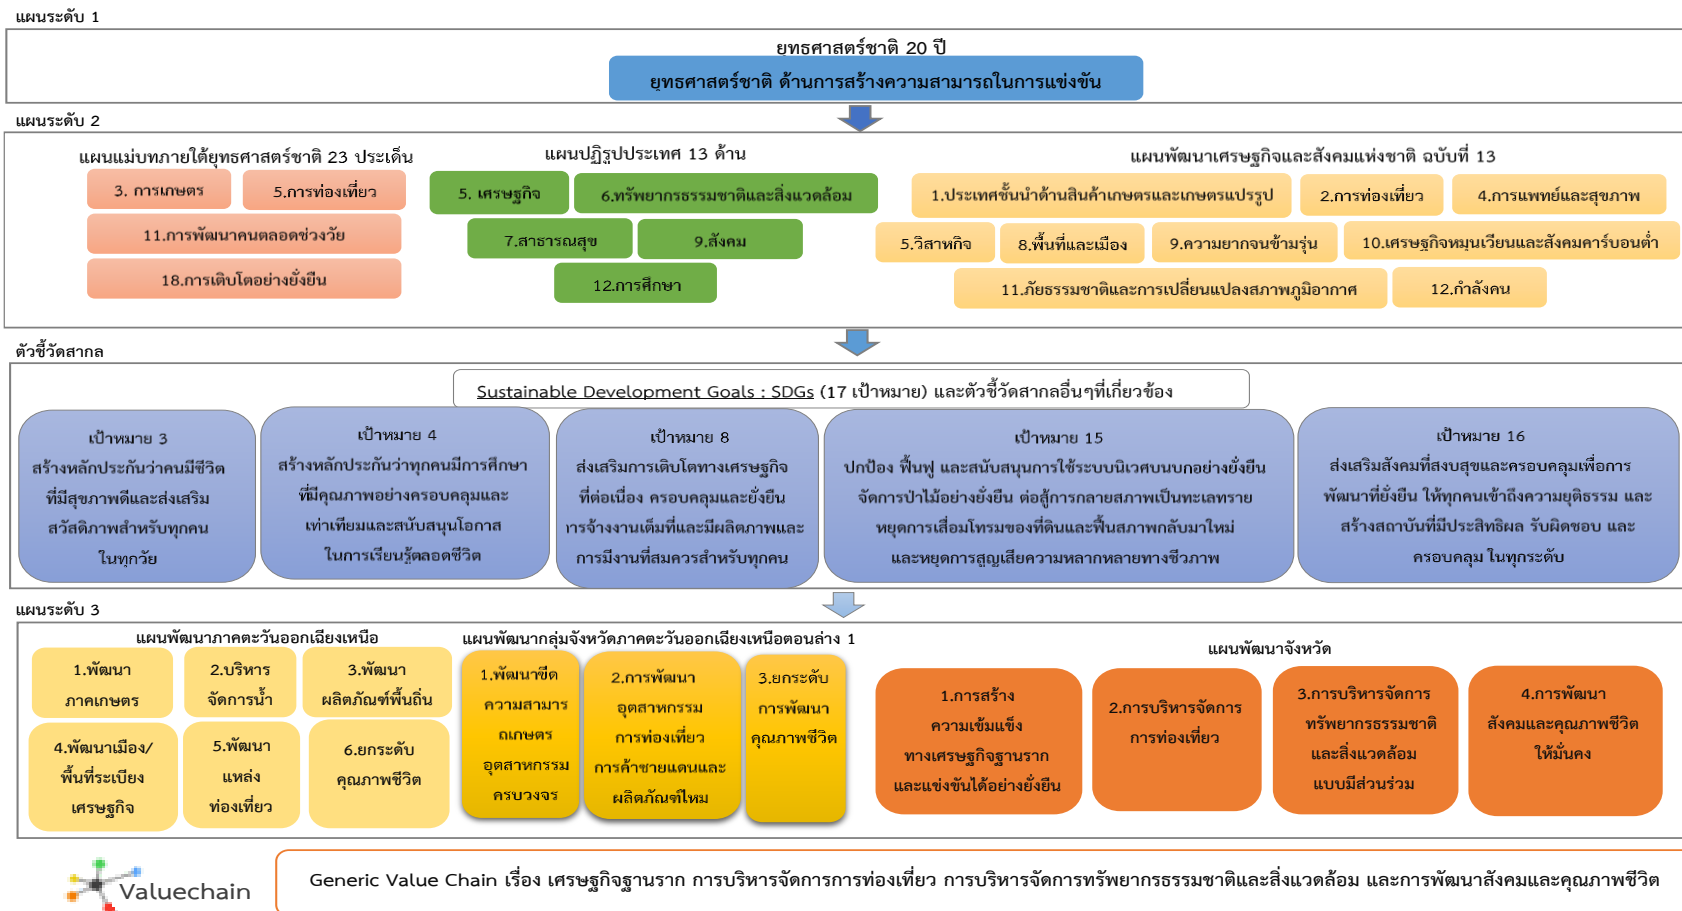 แผนระดับ 1
ยุทธศาสตร์ชาติ 20 ปี
ยุทธศาสตร์ชาติ ด้านการสร้างความสามารถในการแข่งขัน
แผนระดับ 2
แผนแม่บทภายใต้ยุทธศาสตร์ชาติ 23 ประเด็น
3. การเกษตร
5.การท่องเที่ยว
11.การพัฒนาคนตลอดช่วงวัย
18.การเติบโตอย่างยั่งยืน
แผนปฏิรูปประเทศ 13 ด้าน
5. เศรษฐกิจ
6.ทรัพยากรธรรมชาติและสิ่งแวดล้อม
7.สาธารณสุข
9.สังคม
12.การศึกษา
แผนพัฒนาเศรษฐกิจและสังคมแห่งชาติ ฉบับที่ 13
1.ประเทศชั้นนำด้านสินค้าเกษตรและเกษตรแปรรูป
2.การท่องเที่ยว
4.การแพทย์และสุขภาพ
5.วิสาหกิจ
8.พื้นที่และเมือง
9.ความยากจนข้ามรุ่น
10.เศรษฐกิจหมุนเวียนและสังคมคาร์บอนต่ำ
11.ภัยธรรมชาติและการเปลี่ยนแปลงสภาพภูมิอากาศ
12.กำลังคน
ตัวชี้วัดสากล
Sustainable Development Goals : SDGs (17 เป้าหมาย) และตัวชี้วัดสากลอื่นๆที่เกี่ยวข้อง
เป้าหมาย 3
สร้างหลักประกันว่าคนมีชีวิต
ที่มีสุขภาพดีและส่งเสริม
สวัสดิภาพสำหรับทุกคน
ในทุกวัย
เป้าหมาย 4
สร้างหลักประกันว่าทุกคนมีการศึกษา
ที่มีคุณภาพอย่างครอบคลุมและ
เท่าเทียมและสนับสนุนโอกาส
ในการเรียนรู้ตลอดชีวิต
เป้าหมาย 8
ส่งเสริมการเติบโตทางเศรษฐกิจ
ที่ต่อเนื่อง ครอบคลุมและยั่งยืน
การจ้างงานเต็มที่และมีผลิตภาพและ
การมีงานที่สมควรสำหรับทุกคน
เป้าหมาย 15
ปกป้อง ฟื้นฟู และสนับสนุนการใช้ระบบนิเวศบนบกอย่างยั่งยืน
จัดการป่าไม้อย่างยั่งยืน ต่อสู้การกลายสภาพเป็นทะเลทราย
หยุดการเสื่อมโทรมของที่ดินและฟื้นสภาพกลับมาใหม่
และหยุดการสูญเสียความหลากหลายทางชีวภาพ
เป้าหมาย 16
ส่งเสริมสังคมที่สงบสุขและครอบคลุมเพื่อการ
พัฒนาที่ยั่งยืน ให้ทุกคนเข้าถึงความยุติธรรม และ
สร้างสถาบันที่มีประสิทธิผล รับผิดชอบ และ
ครอบคลุม ในทุกระดับ
แผนระดับ 3
แผนพัฒนาภาคตะวันออกเฉียงเหนือ
1.พัฒนา
ภาคเกษตร
2.บริหาร
จัดการน้ำ
3.พัฒนา
ผลิตภัณฑ์พื้นถิ่น
4.พัฒนาเมือง/
พื้นที่ระเบียง
เศรษฐกิจ
5.พัฒนา
แหล่ง
ท่องเที่ยว
6.ยกระดับ
คุณภาพชีวิต
แผนพัฒนากลุ่มจังหวัดภาคตะวันออกเฉียงเหนือตอนล่าง 1
1.พัฒนาขีด
ความสามาร
ถเกษตร
อุตสาหกรรม
ครบวงจร
2.การพัฒนา
อุตสาหกรรม
การท่องเที่ยว
การค้าชายแดนและ
ผลิตภัณฑ์ไหม
3.ยกระดับ
การพัฒนา
คุณภาพชีวิต
แผนพัฒนาจังหวัด
1.การสร้าง
ความเข้มแข็ง
ทางเศรษฐกิจฐานราก
และแข่งขันได้อย่างยั่งยืน
2.การบริหารจัดการ
การท่องเที่ยว
3.การบริหารจัดการ
ทรัพยากรธรรมชาติ
และสิ่งแวดล้อม
แบบมีส่วนร่วม
4.การพัฒนา
สังคมและคุณภาพชีวิต
ให้มั่นคง
Valuechain
Generic Value Chain เรื่อง เศรษฐกิจฐานราก การบริหารจัดการการท่องเที่ยว การบริหารจัดการทรัพยากรธรรมชาติและสิ่งแวดล้อม และการพัฒนาสังคมและคุณภาพชีวิต